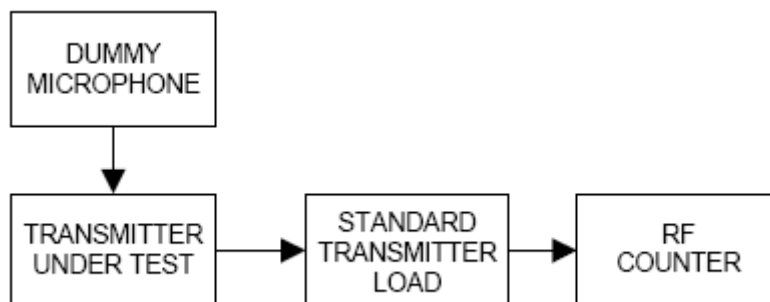 DUMMY
MICROPHONE
TRANSMITTER
UNDER TEST
STANDARD
TRANSMITTER
LOAD
RF
COUNTER